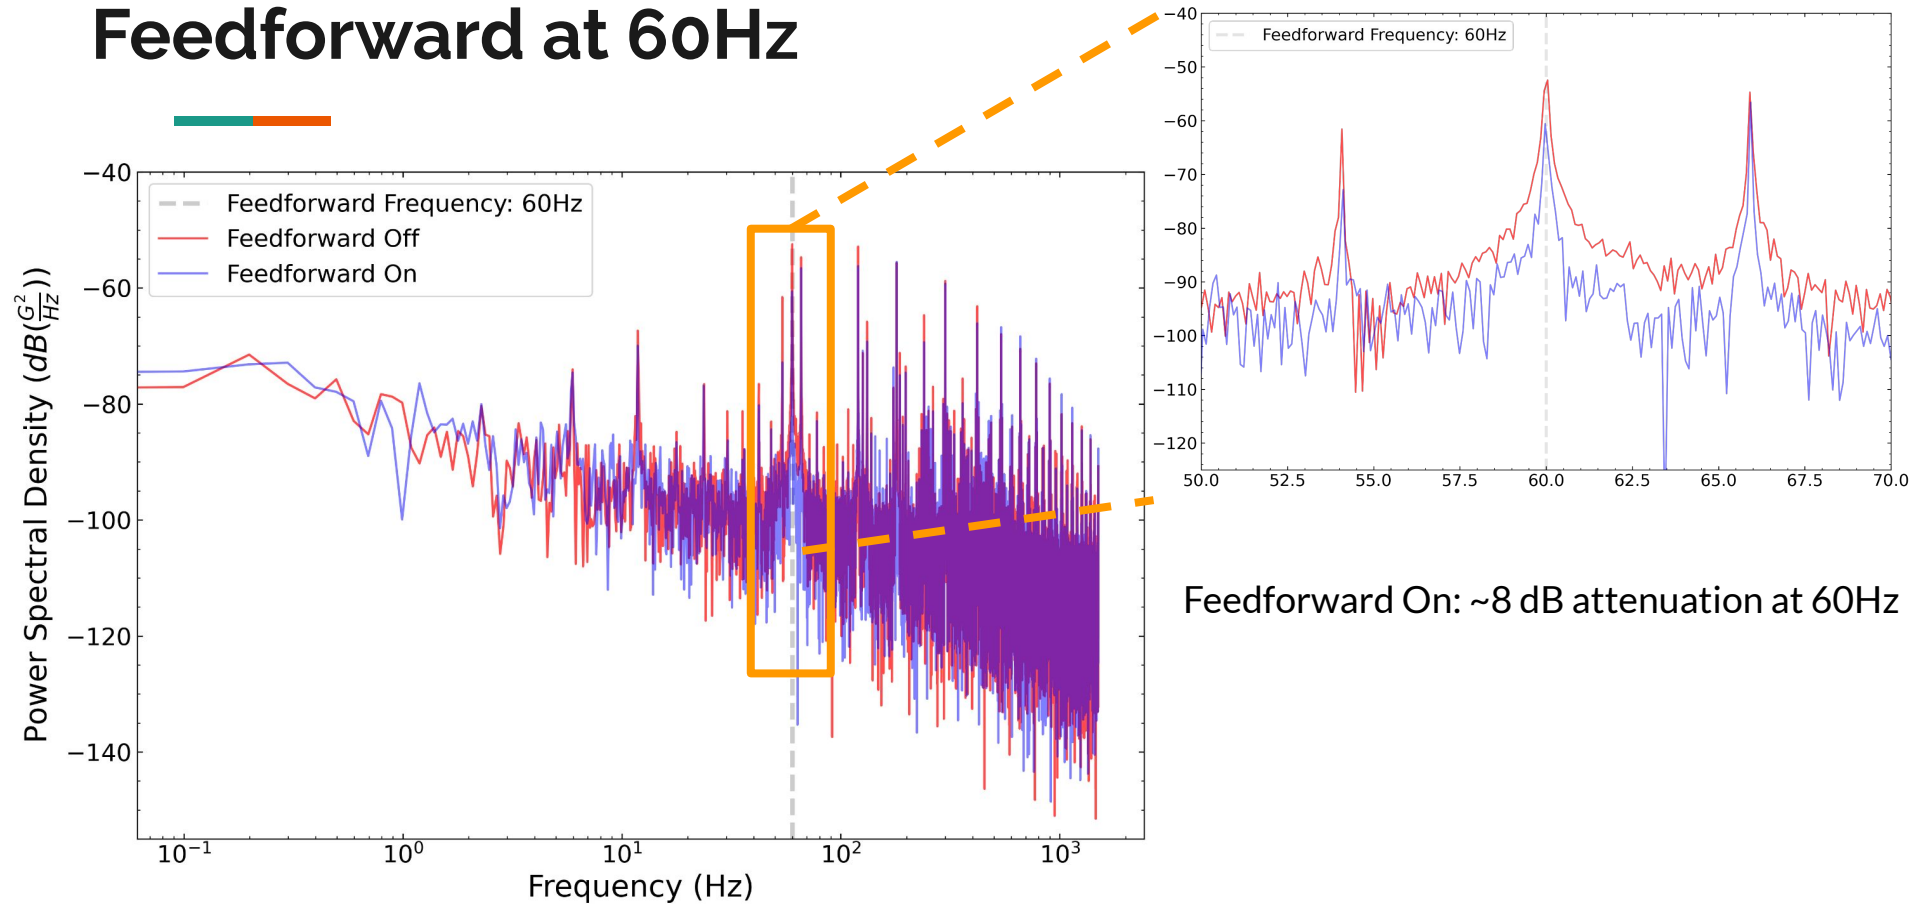 Feedforward at 60Hz
Feedforward Frequency: 60Hz
Feedforward Off
Feedforward On
Power Spectral Density (dB(G²/Hz))
−40
−60
−80
−100
−120
−140
10⁻¹ 10⁰ 10¹ 10² 10³
Frequency (Hz)
Feedforward Frequency: 60Hz
−40
−50
−60
−70
−80
−90
−100
−110
−120
50.0 52.5 55.0 57.5 60.0 62.5 65.0 67.5 70.0
Feedforward On: ~8 dB attenuation at 60Hz